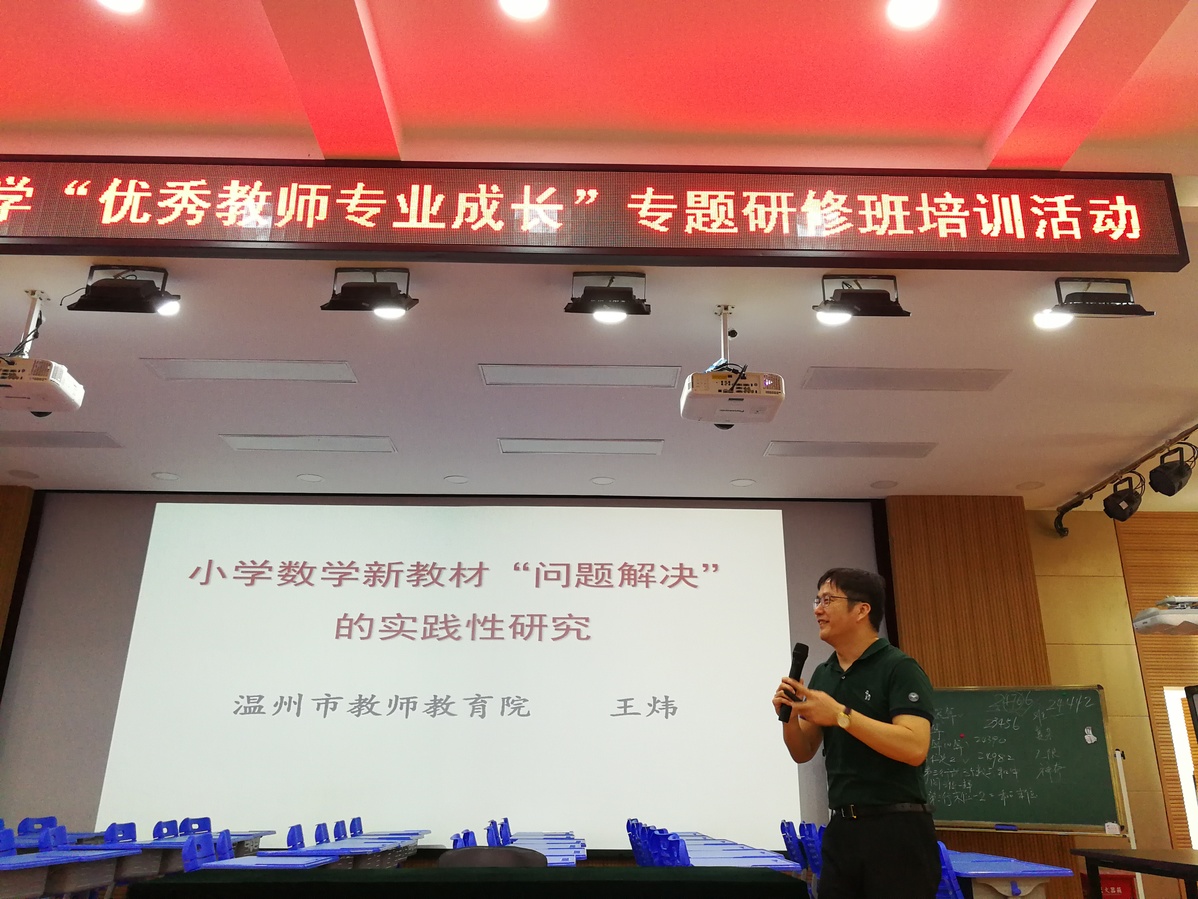 学“优秀教师专业成长”专题研修班培训活动
小学数学新教材“问题解决”
的实践性研究
温州市教师教育院 王炜
24412
23456